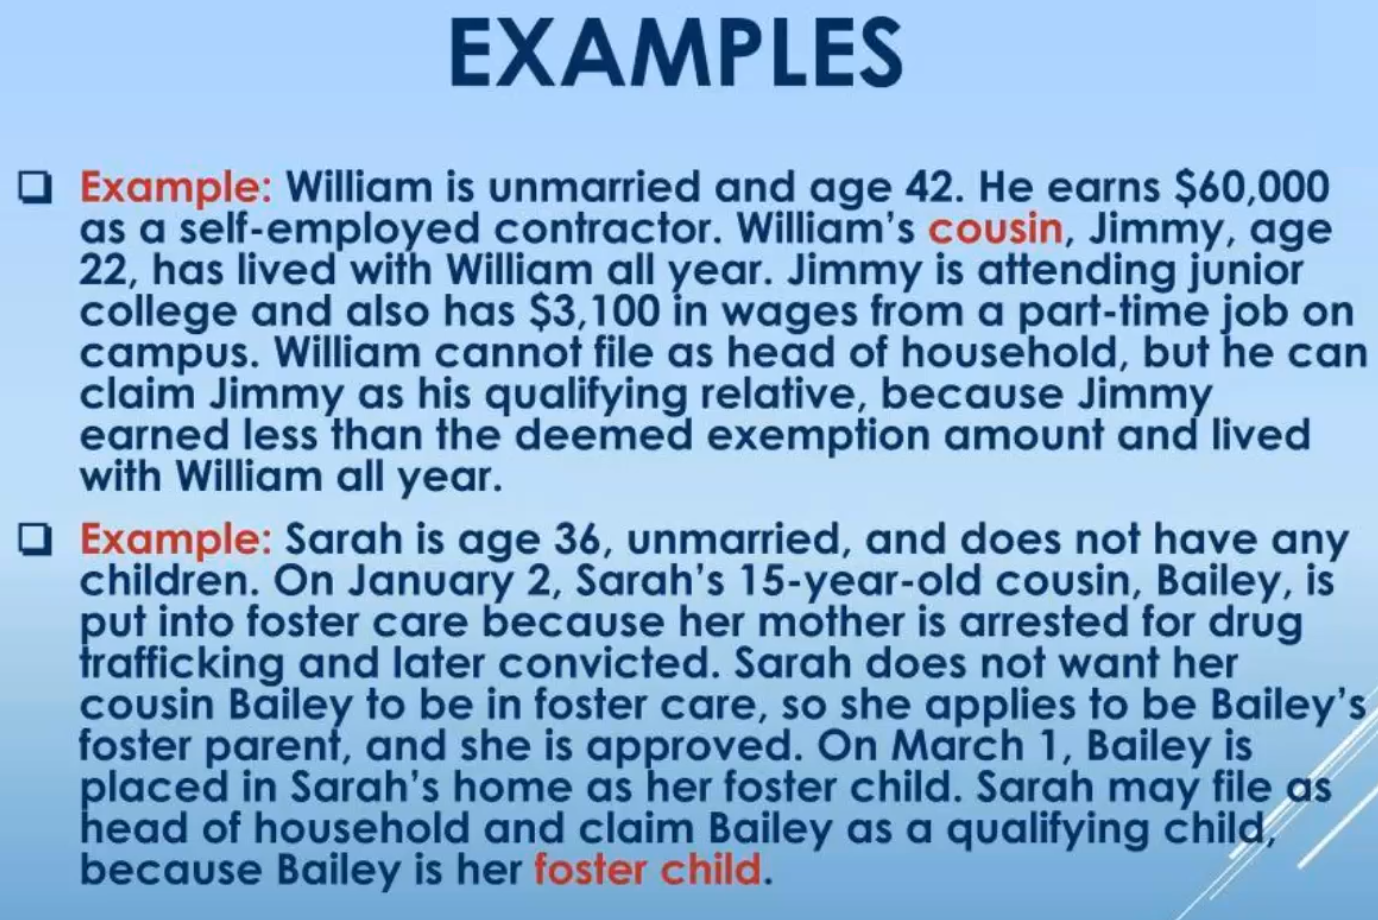 EXAMPLES
❑ Example: William is unmarried and age 42. He earns $60,000
as a self-employed contractor. William’s cousin, Jimmy, age
22, has lived with William all year. Jimmy is attending junior
college and also has $3,100 in wages from a part-time job on
campus. William cannot file as head of household, but he can
claim Jimmy as his qualifying relative, because Jimmy
earned less than the deemed exemption amount and lived
with William all year.
❑ Example: Sarah is age 36, unmarried, and does not have any
children. On January 2, Sarah’s 15-year-old cousin, Bailey, is
put into foster care because her mother is arrested for drug
trafficking and later convicted. Sarah does not want her
cousin Bailey to be in foster care, so she applies to be Bailey’s
foster parent, and she is approved. On March 1, Bailey is
placed in Sarah’s home as her foster child. Sarah may file as
head of household and claim Bailey as a qualifying child,
because Bailey is her foster child.